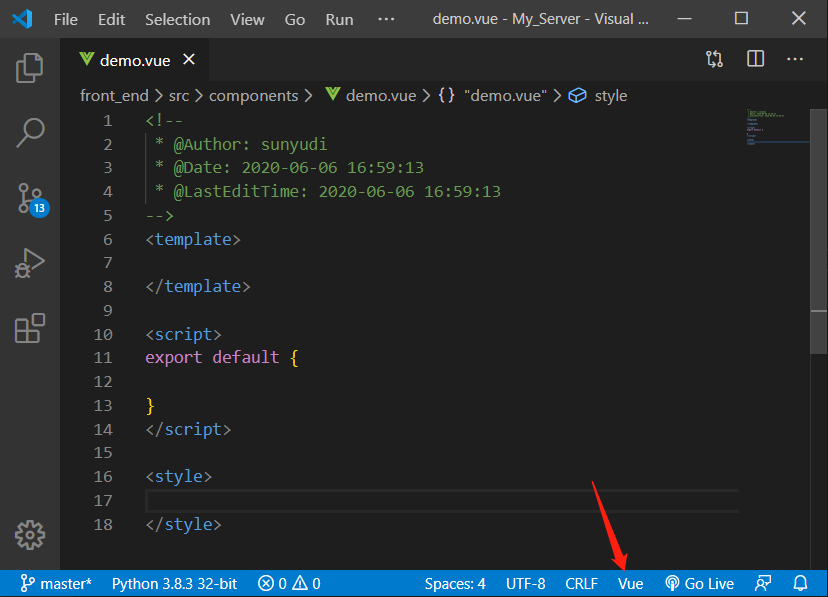 File Edit Selection View Go Run ··· demo.vue - My_Server - Visual ...
demo.vue
front_end > src > components > demo.vue > {} "demo.vue" > style
1 <!--
2 * @Author: sunyudi
3 * @Date: 2020-06-06 16:59:13
4 * @LastEditTime: 2020-06-06 16:59:13
5 -->
6 <template>
7
8 </template>
9
10 <script>
11 export default {
12
13 }
14 </script>
15
16 <style>
17
18 </style>
13
master* Python 3.8.3 32-bit 0 0 Spaces: 4 UTF-8 CRLF Vue Go Live